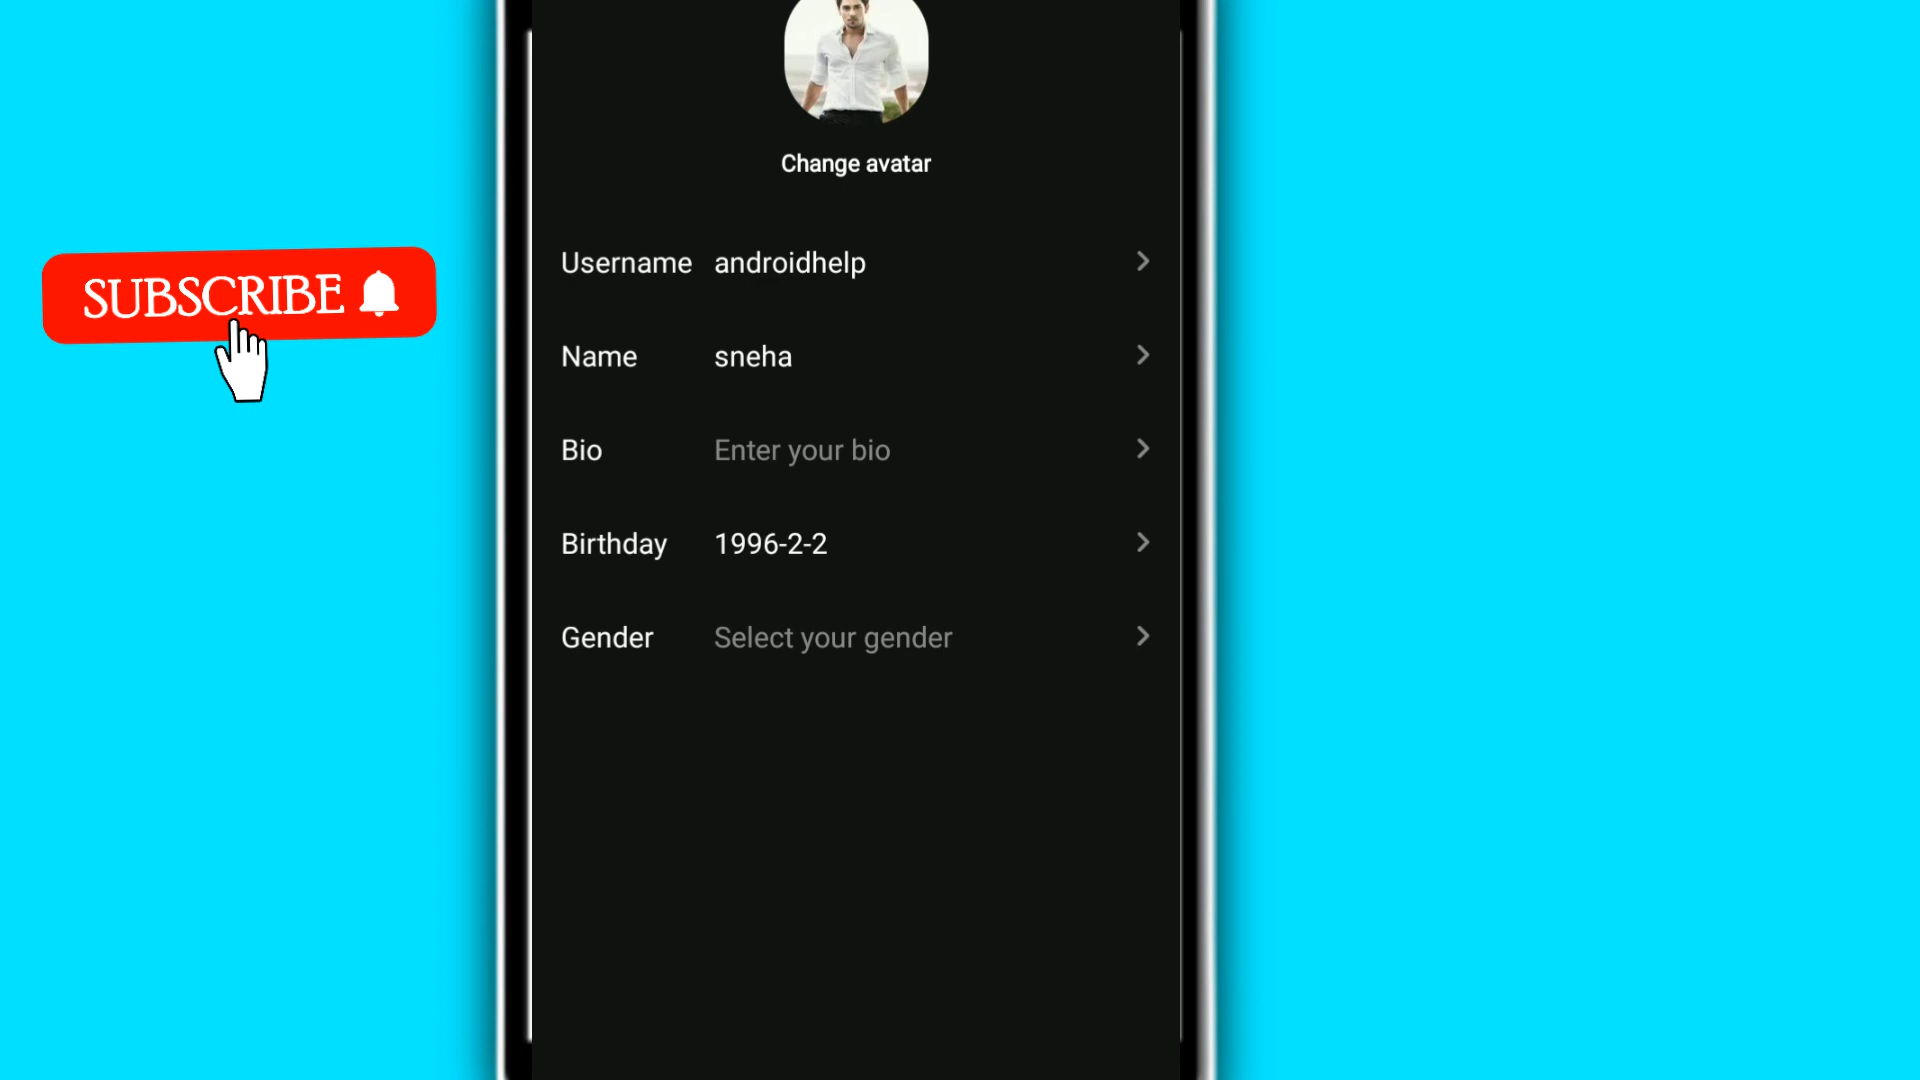 Change avatar
SUBSCRIBE
Username androidhelp
Name sneha
Bio Enter your bio
Birthday 1996-2-2
Gender Select your gender